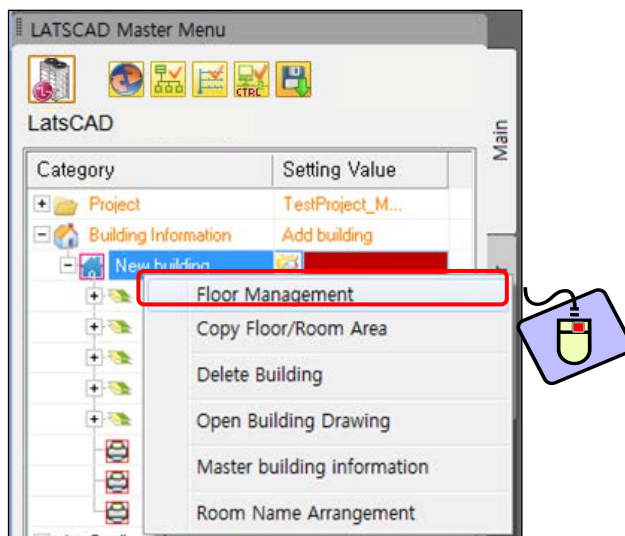 LATSCAD Master Menu
CTRL
LatsCAD
Main
Category Setting Value
Project TestProject_M...
Building Information Add building
New building
Floor Management
Copy Floor/Room Area
Delete Building
Open Building Drawing
Master building information
Room Name Arrangement